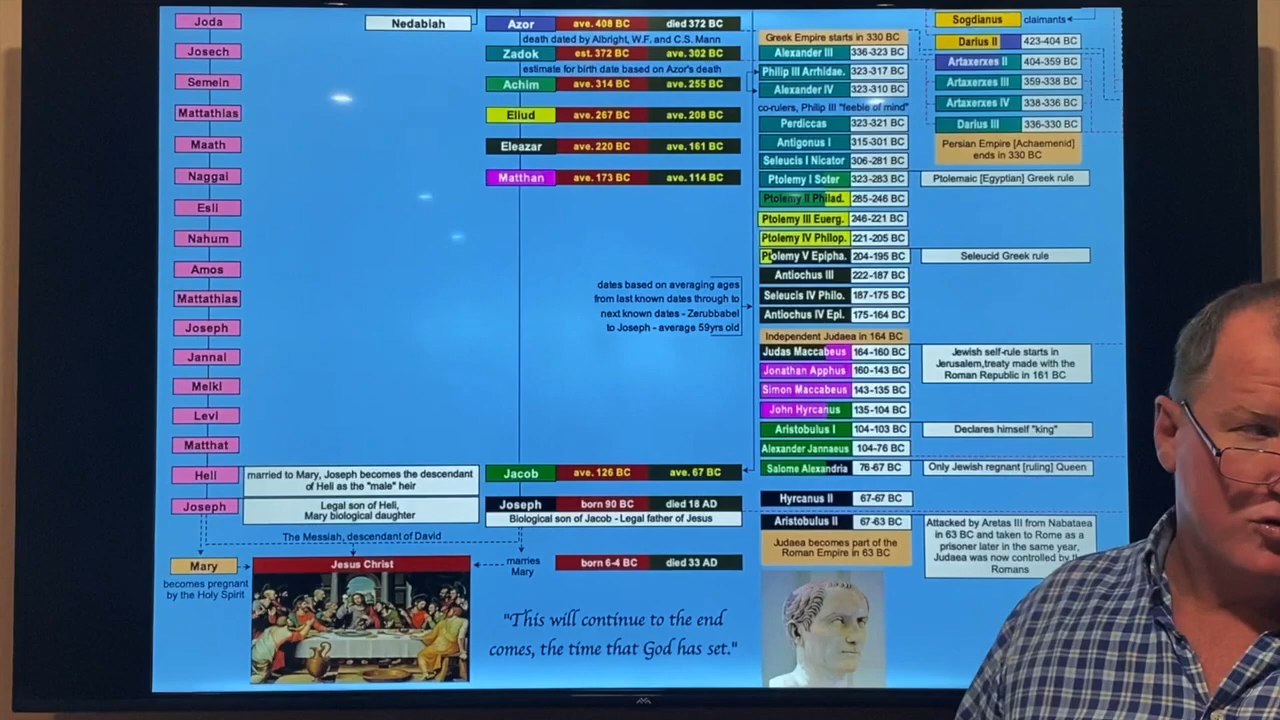 Joda
Josech
Semein
Mattathias
Maath
Naggai
Esli
Nahum
Amos
Mattathias
Joseph
Jannai
Melki
Levi
Matthat
Heli
Joseph
Nedabiah
married to Mary, Joseph becomes the descendant
of Heli as the "male" heir
Legal son of Heli,
Mary biological daughter
The Messiah, descendant of David
Mary
becomes pregnant
by the Holy Spirit
Jesus Christ
marries
Mary
Azor ave. 408 BC died 372 BC
death dated by Albright, W.F. and C.S. Mann
Zadok est. 372 BC ave. 302 BC
estimate for birth date based on Azor's death
Achim ave. 314 BC ave. 255 BC
Eliud ave. 267 BC ave. 208 BC
Eleazar ave. 220 BC ave. 161 BC
Matthan ave. 173 BC ave. 114 BC
dates based on averaging ages
from last known dates through to
next known dates - Zerubbabel
to Joseph - average 59yrs old
Jacob ave. 126 BC ave. 67 BC
Joseph born 90 BC died 18 AD
Biological son of Jacob - Legal father of Jesus
born 6-4 BC died 33 AD
"This will continue to the end
comes, the time that God has set."
Greek Empire starts in 330 BC
Alexander III 336-323 BC
Philip III Arrhidae. 323-317 BC
Alexander IV 323-310 BC
co-rulers, Philip III "feeble of mind"
Perdiccas 323-321 BC
Antigonus I 315-301 BC
Seleucis I Nicator 306-281 BC
Ptolemy I Soter 323-283 BC
Ptolemy II Philad. 285-246 BC
Ptolemy III Euerg. 246-221 BC
Ptolemy IV Philop. 221-205 BC
Ptolemy V Epipha. 204-195 BC
Antiochus III 222-187 BC
Seleucis IV Philo. 187-175 BC
Antiochus IV Epl. 175-164 BC
Independent Judaea in 164 BC
Judas Maccabeus 164-160 BC
Jonathan Apphus 160-143 BC
Simon Maccabeus 143-135 BC
John Hyrcanus 135-104 BC
Aristobulus I 104-103 BC
Alexander Jannaeus 104-76 BC
Salome Alexandria 76-67 BC
Hyrcanus II 67-67 BC
Aristobulus II 67-63 BC
Judaea becomes part of the
Roman Empire in 63 BC
Sogdianus claimants
Darius II 423-404 BC
Artaxerxes II 404-359 BC
Artaxerxes III 359-338 BC
Artaxerxes IV 338-336 BC
Darius III 336-330 BC
Persian Empire [Achaemenid]
ends in 330 BC
Ptolemaic [Egyptian] Greek rule
Seleucid Greek rule
Jewish self-rule starts in
Jerusalem,treaty made with the
Roman Republic in 161 BC
Declares himself "king"
Only Jewish regnant [ruling] Queen
Attacked by Aretas III from Nabataea
in 63 BC and taken to Rome as a
prisoner later in the same year,
Judaea was now controlled by the
Romans